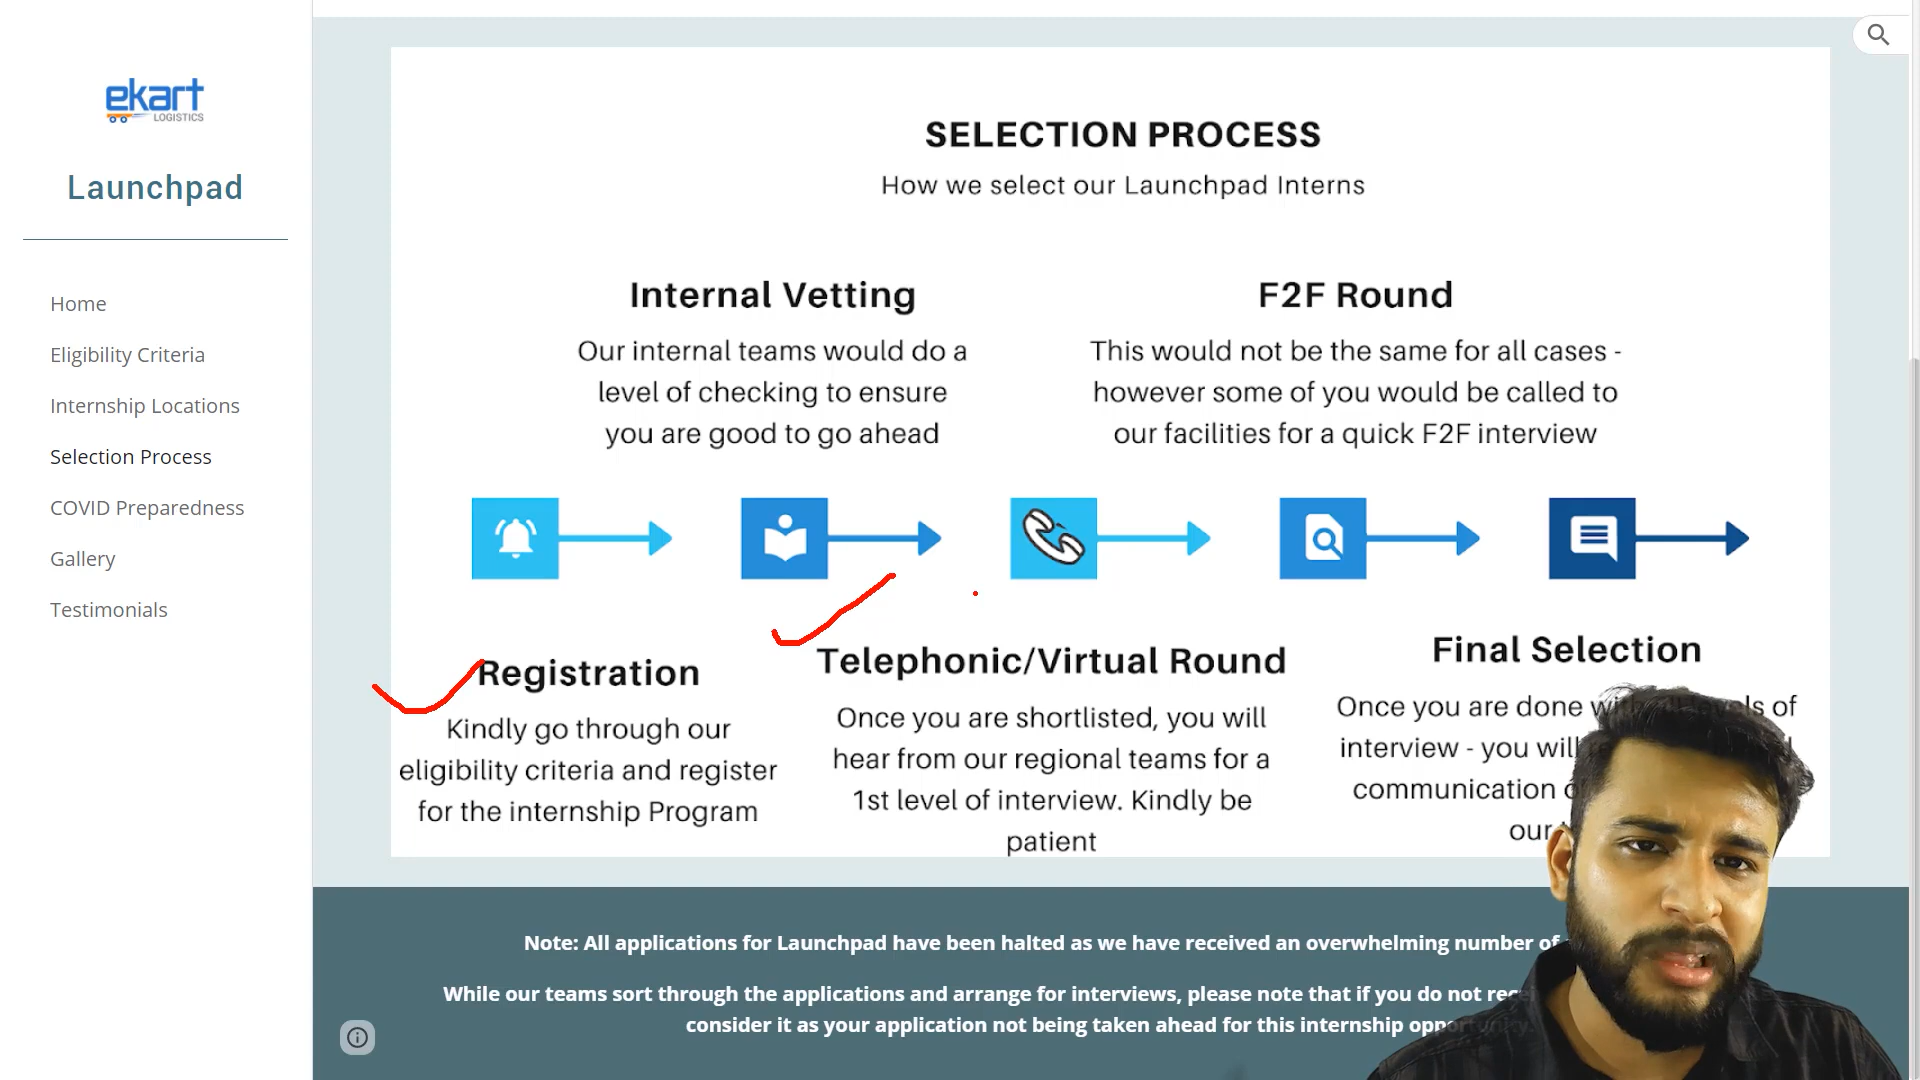 ekart
LOGISTICS
Launchpad
Home
Eligibility Criteria
Internship Locations
Selection Process
COVID Preparedness
Gallery
Testimonials
SELECTION PROCESS
How we select our Launchpad Interns
Internal Vetting
Our internal teams would do a
level of checking to ensure
you are good to go ahead
F2F Round
This would not be the same for all cases -
however some of you would be called to
our facilities for a quick F2F interview
Registration
Kindly go through our
eligibility criteria and register
for the internship Program
Telephonic/Virtual Round
Once you are shortlisted, you will
hear from our regional teams for a
1st level of interview. Kindly be
patient
Final Selection
Once you are done with all levels of
interview - you will
communication
our
Note: All applications for Launchpad have been halted as we have received an overwhelming number of
While our teams sort through the applications and arrange for interviews, please note that if you do not
consider it as your application not being taken ahead for this internship opportunity.